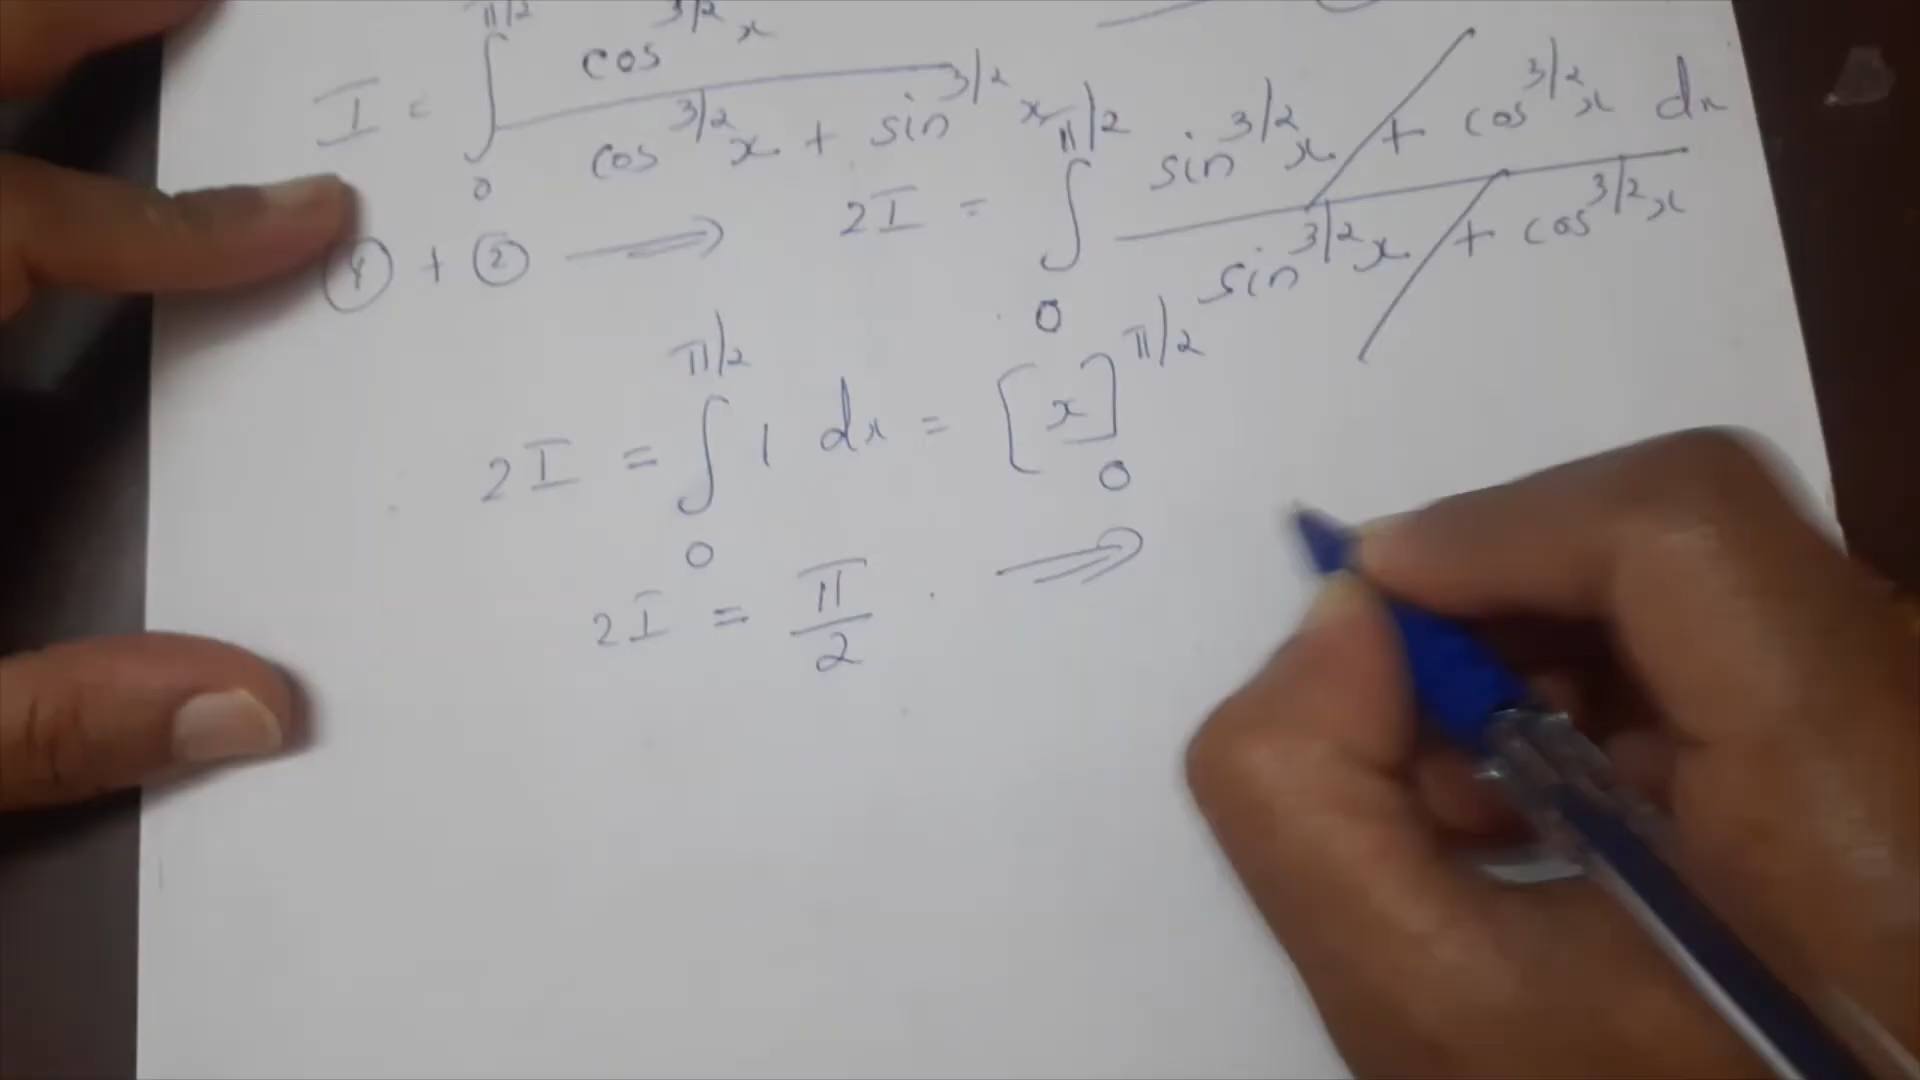 I = ∫₀^{π/2} cos^{3/2}x / (cos^{3/2}x + sin^{3/2}x)
① + ② ⟹ 2I = ∫₀^{π/2} (sin^{3/2}x + cos^{3/2}x dx) / (sin^{3/2}x + cos^{3/2}x)
2I = ∫₀^{π/2} 1 dx = [x]₀^{π/2}
2I = π/2 ⟹